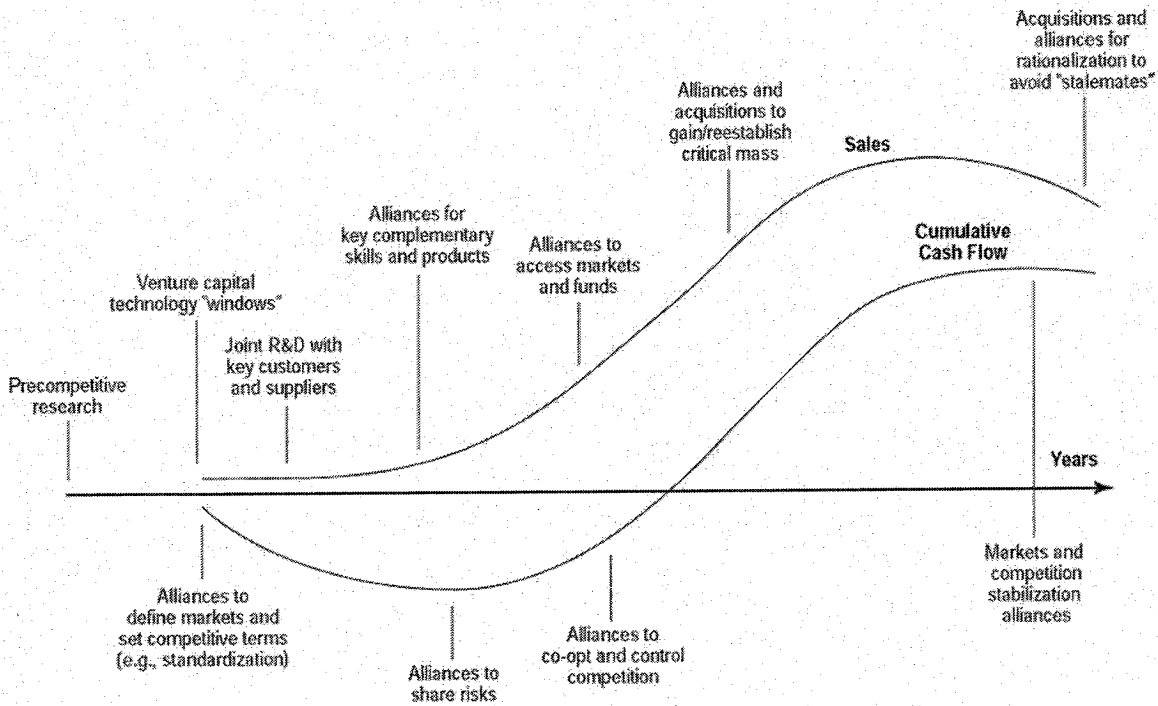 Acquisitions and
alliances for
rationalization to
avoid "stalemates"
Alliances and
acquisitions to
gain/reestablish
critical mass
Sales
Alliances for
key complementary
skills and products
Alliances to
access markets
and funds
Cumulative
Cash Flow
Venture capital
technology "windows"
Joint R&D with
key customers
and suppliers
Precompetitive
research
Years
Alliances to
define markets and
set competitive terms
(e.g., standardization)
Alliances to
share risks
Alliances to
co-opt and control
competition
Markets and
competition
stabilization
alliances